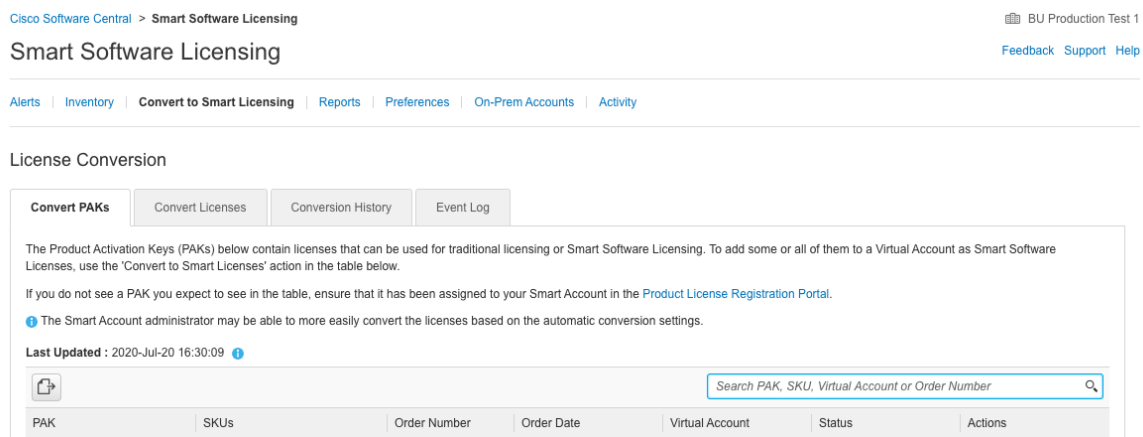 Cisco Software Central > Smart Software Licensing
BU Production Test 1
Smart Software Licensing
Feedback Support Help
Alerts | Inventory | Convert to Smart Licensing | Reports | Preferences | On-Prem Accounts | Activity
License Conversion
Convert PAKs Convert Licenses Conversion History Event Log
The Product Activation Keys (PAKs) below contain licenses that can be used for traditional licensing or Smart Software Licensing. To add some or all of them to a Virtual Account as Smart Software
Licenses, use the 'Convert to Smart Licenses' action in the table below.
If you do not see a PAK you expect to see in the table, ensure that it has been assigned to your Smart Account in the Product License Registration Portal.
The Smart Account administrator may be able to more easily convert the licenses based on the automatic conversion settings.
Last Updated : 2020-Jul-20 16:30:09
Search PAK, SKU, Virtual Account or Order Number
PAK SKUs Order Number Order Date Virtual Account Status Actions